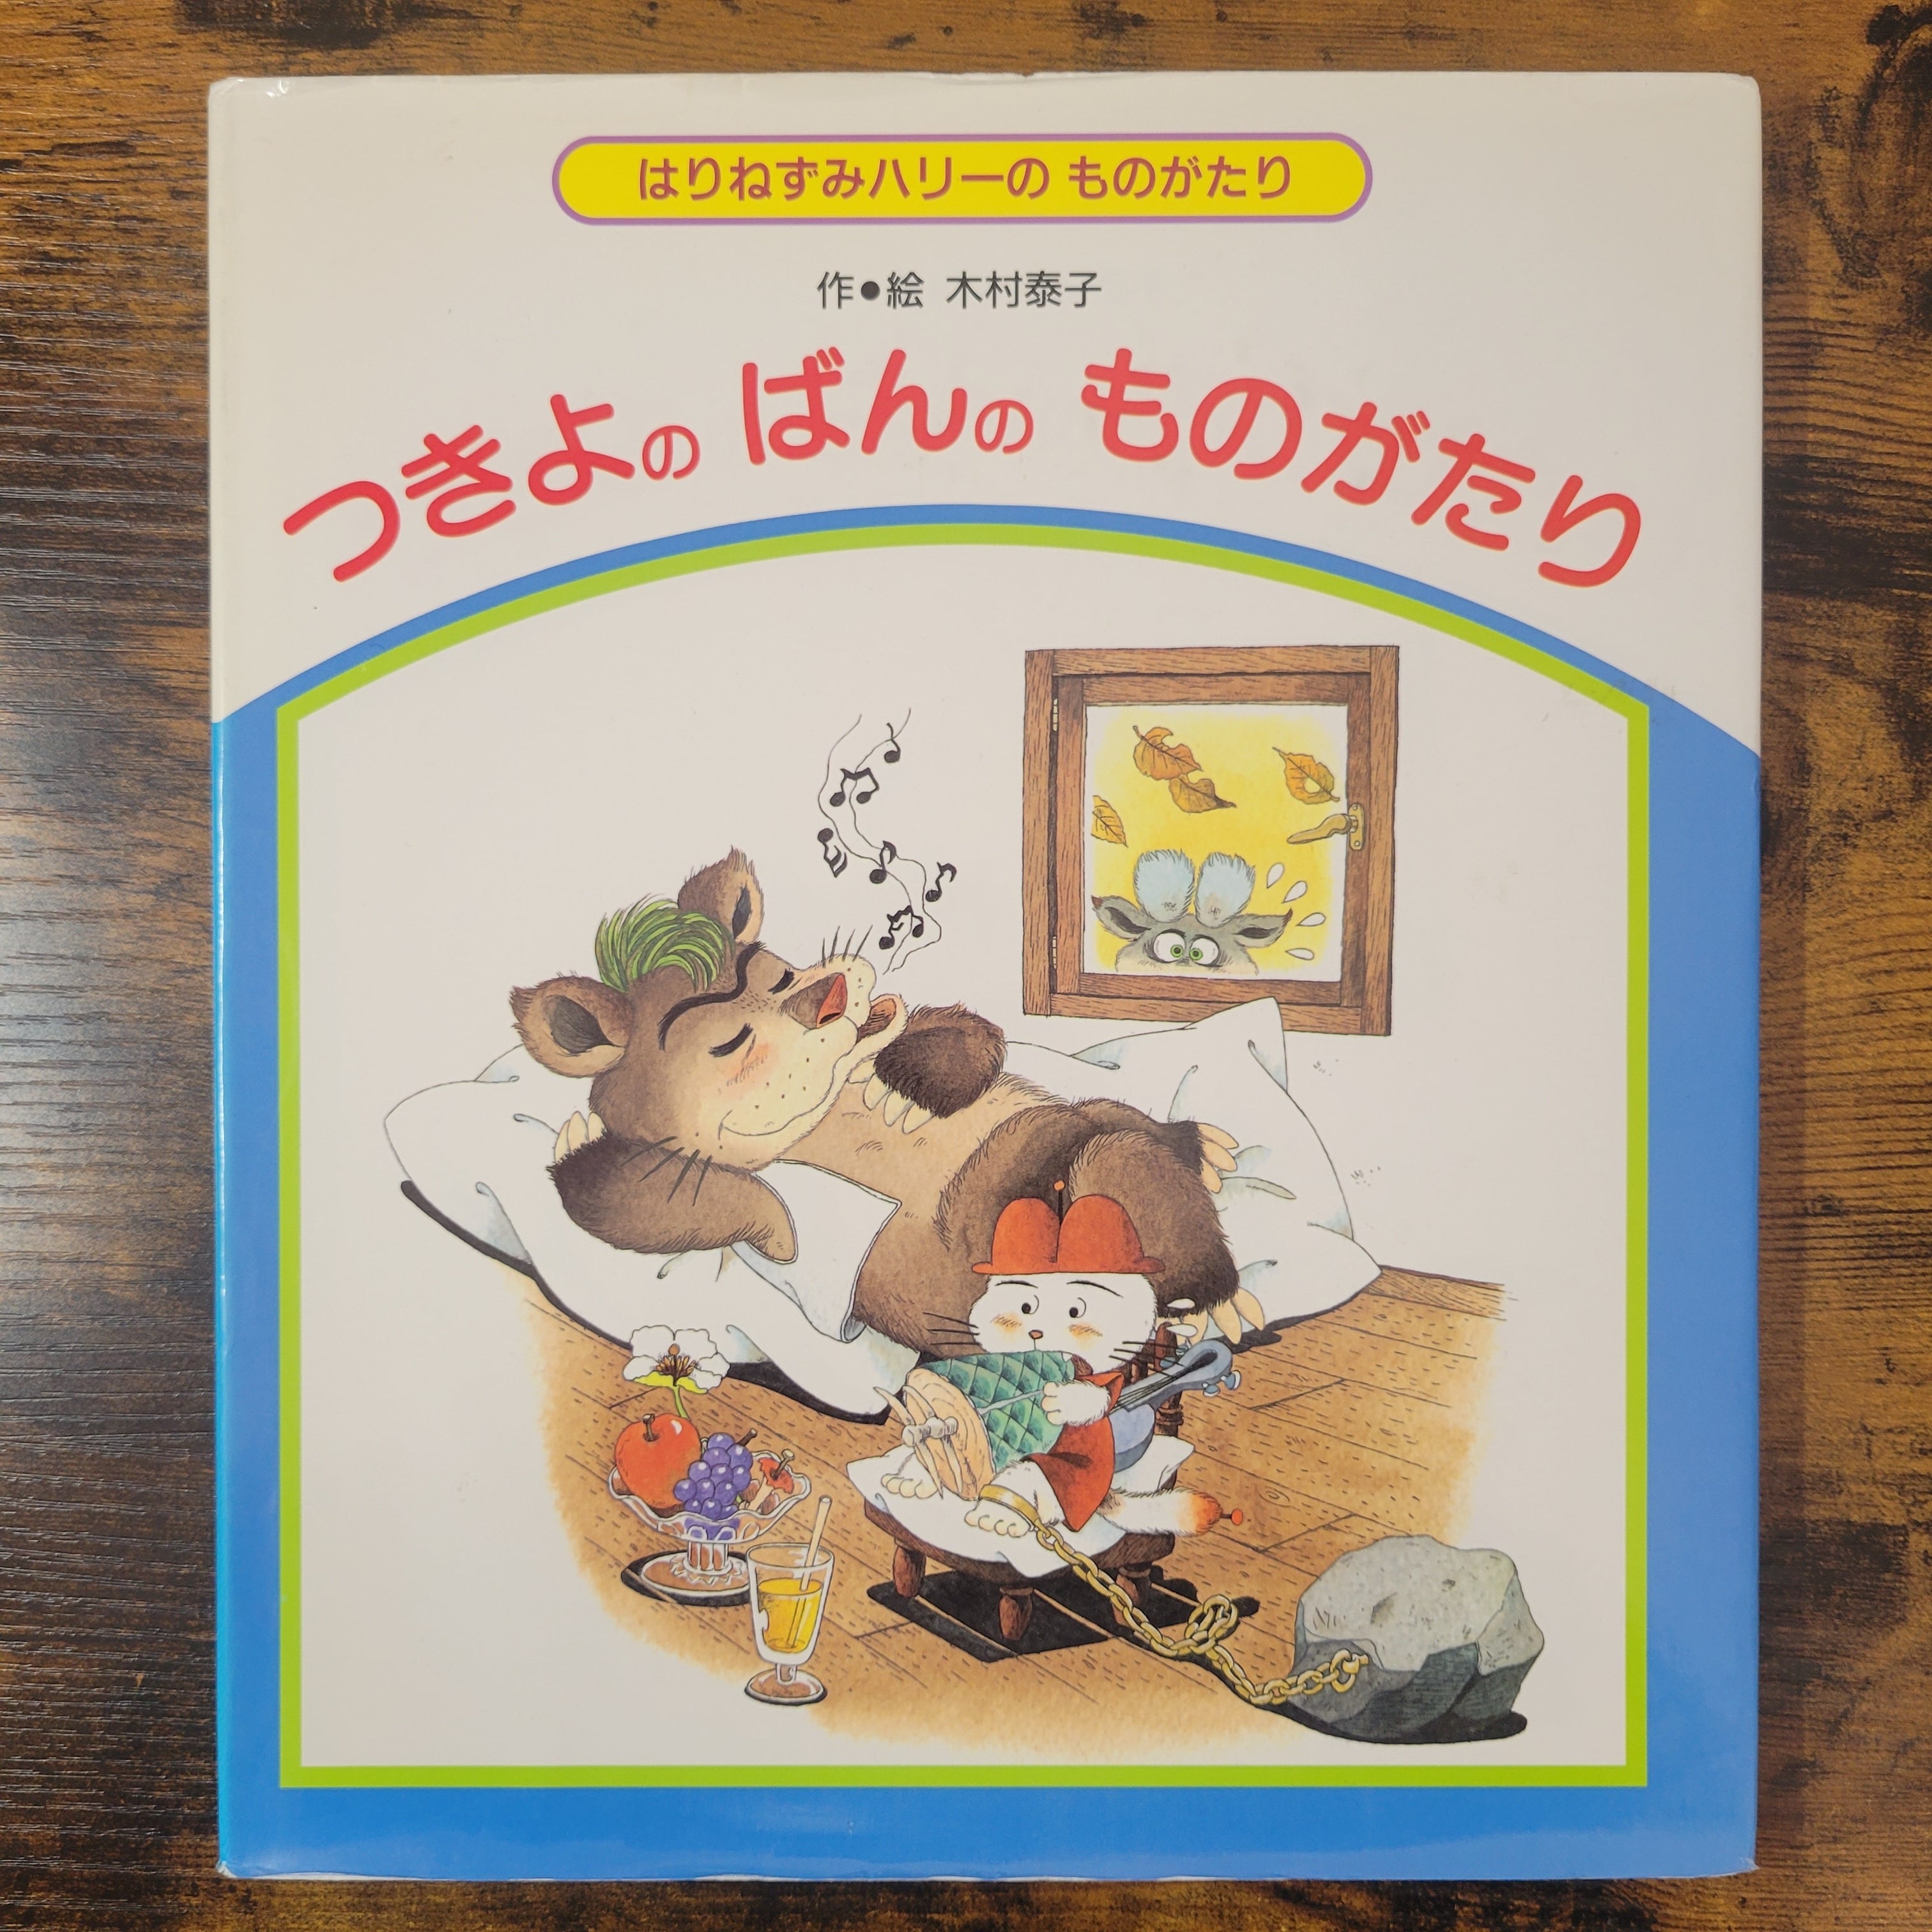 はりねずみハリーの ものがたり
作●絵 木村泰子
つきよの ばんの ものがたり